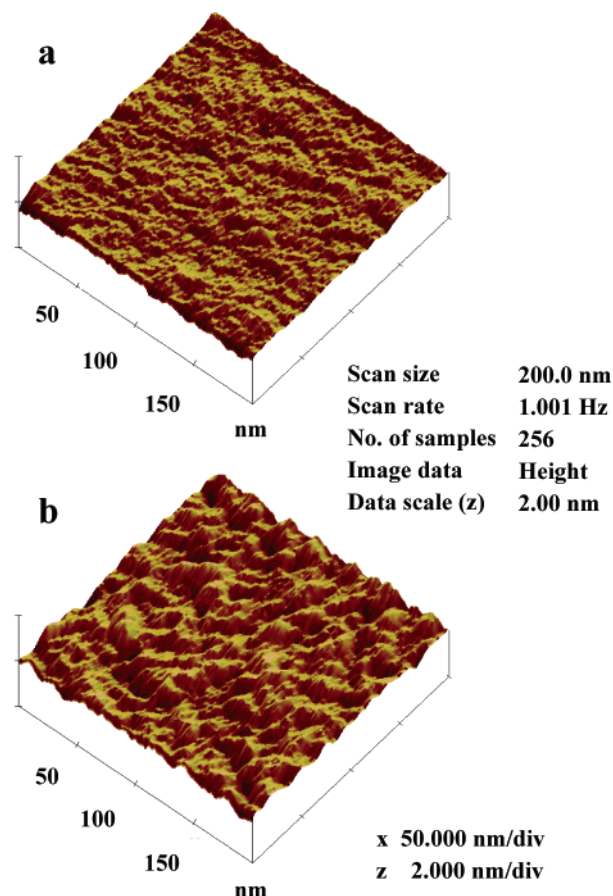 a
50
100
150
nm
Scan size 200.0 nm
Scan rate 1.001 Hz
No. of samples 256
Image data Height
Data scale (z) 2.00 nm
b
50
100
150
nm
x 50.000 nm/div
z 2.000 nm/div